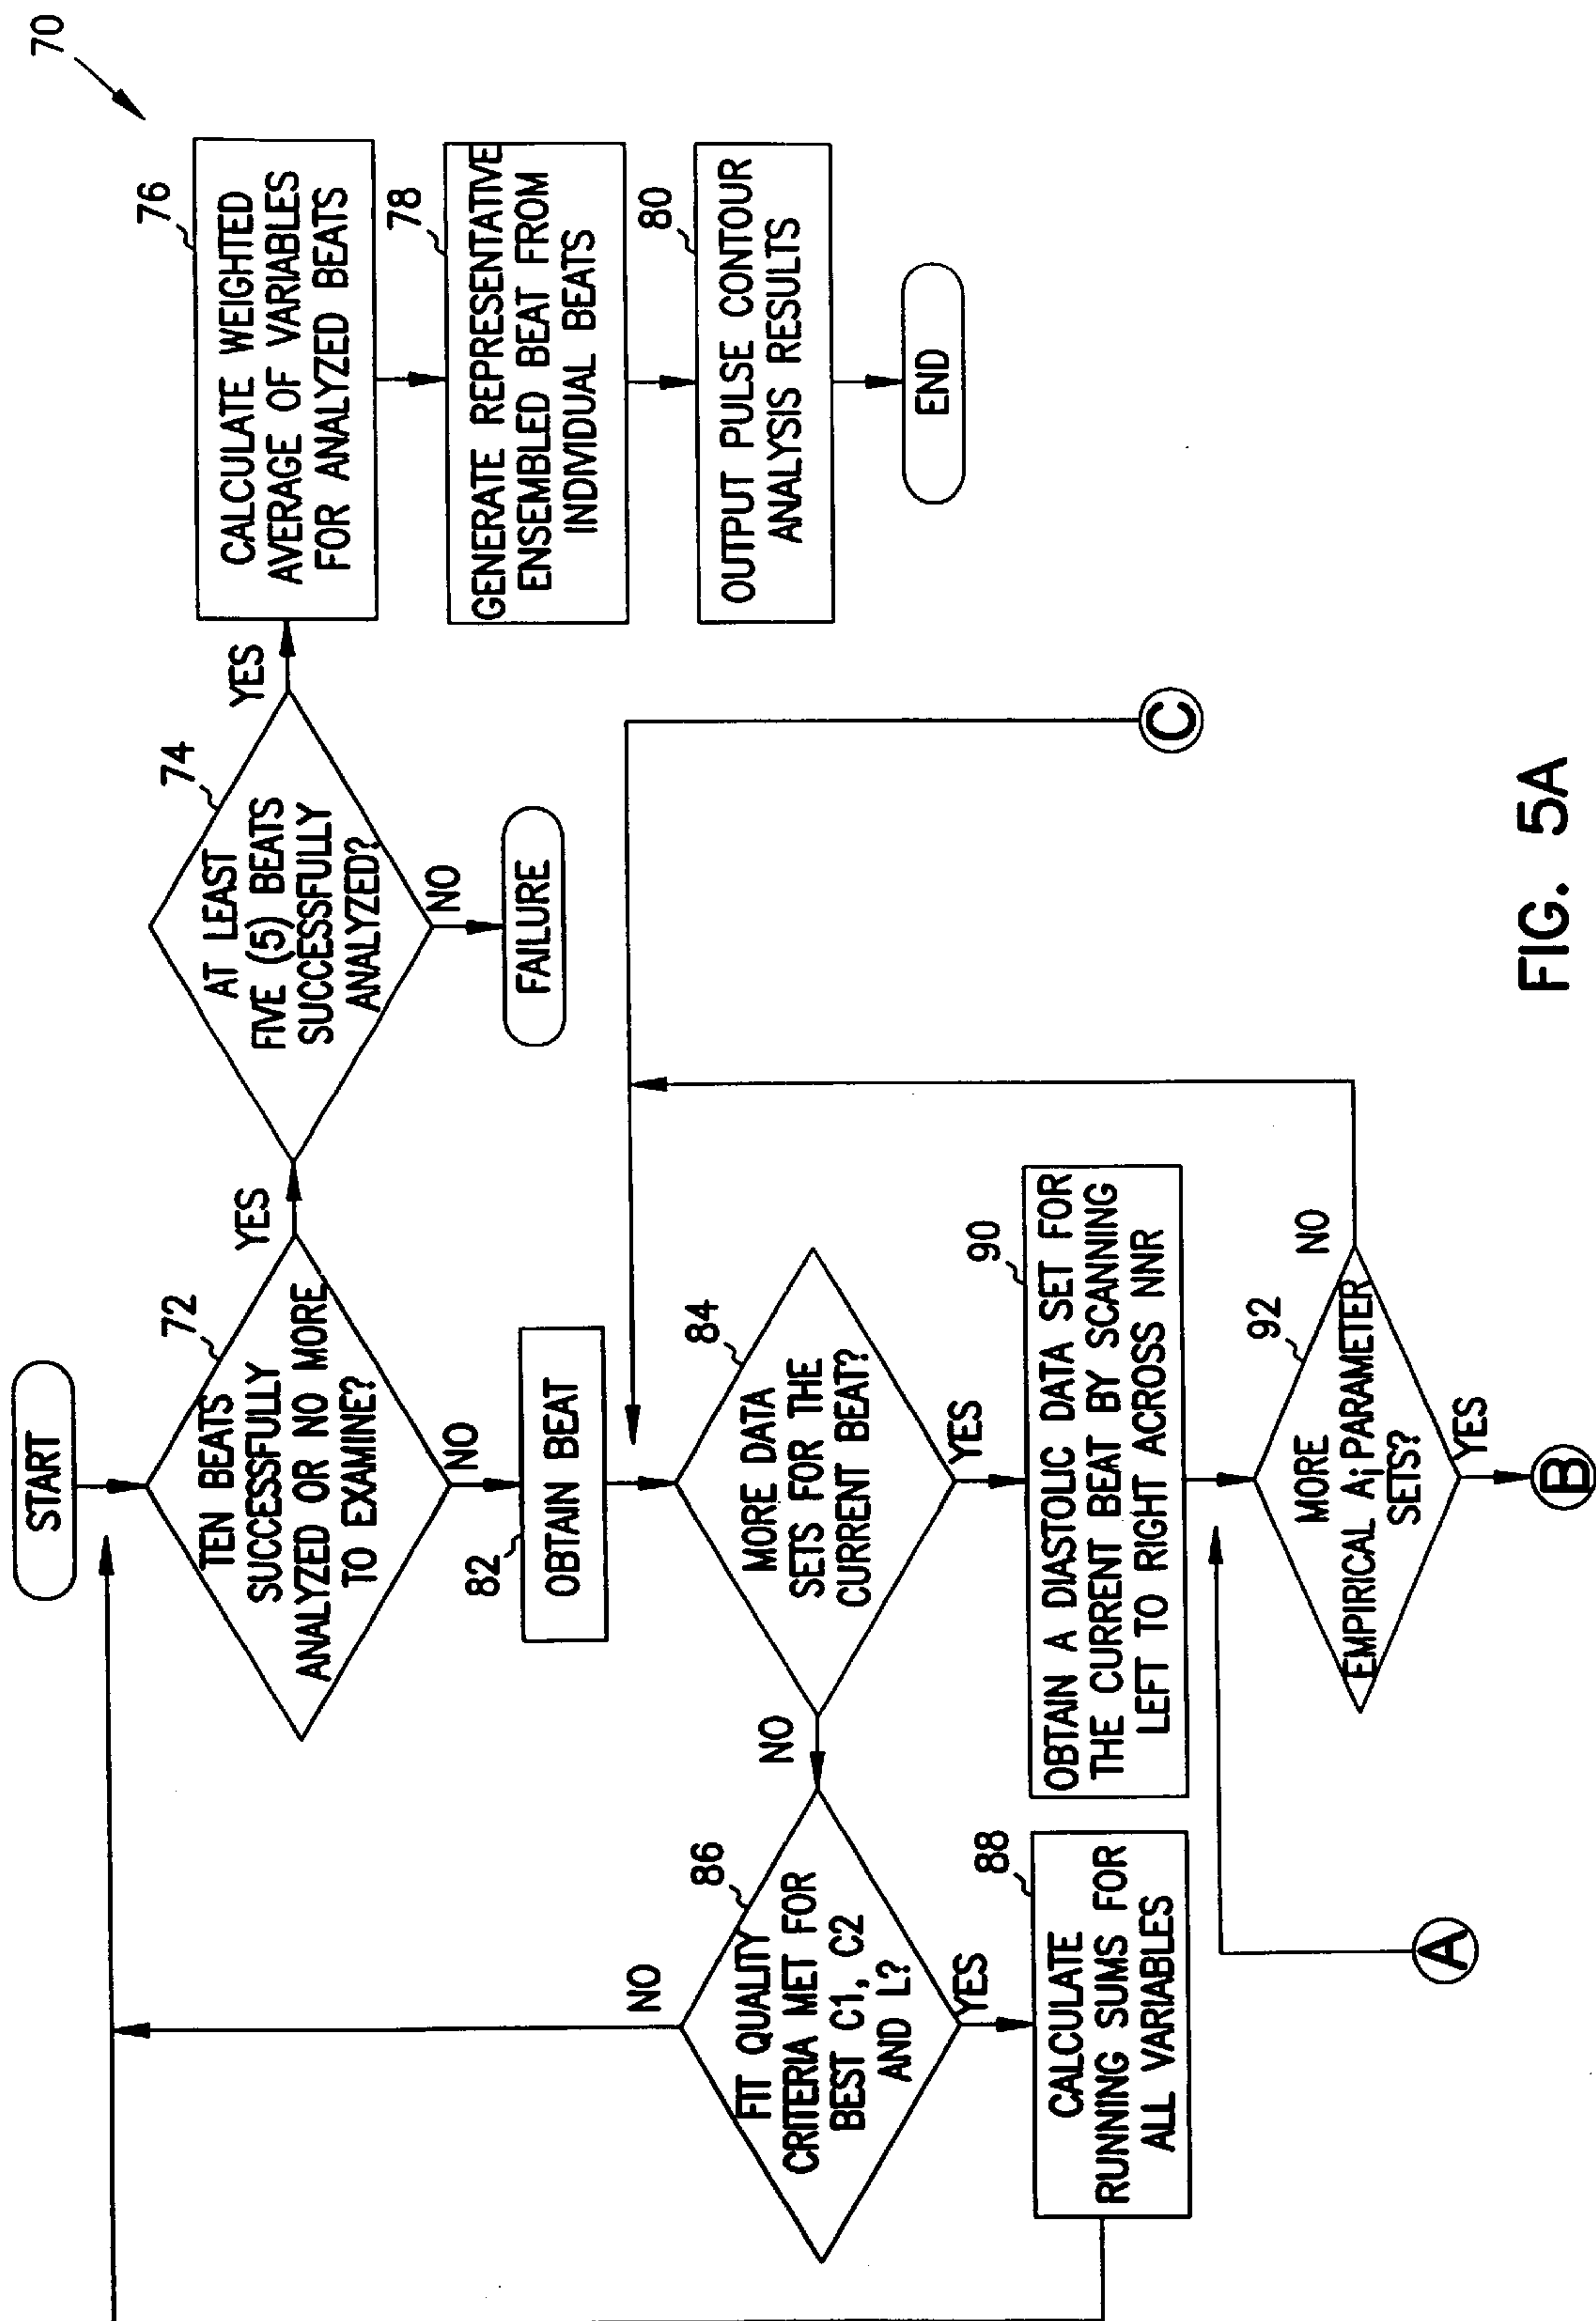 70
START
72
TEN BEATS
SUCCESSFULLY
ANALYZED OR NO MORE
TO EXAMINE?
YES
NO
74
AT LEAST
FIVE (5) BEATS
SUCCESSFULLY
ANALYZED?
YES
NO
FAILURE
76
CALCULATE WEIGHTED
AVERAGE OF VARIABLES
FOR ANALYZED BEATS
78
GENERATE REPRESENTATIVE
ENSEMBLED BEAT FROM
INDIVIDUAL BEATS
80
OUTPUT PULSE CONTOUR
ANALYSIS RESULTS
END
82
OBTAIN BEAT
84
MORE DATA
SETS FOR THE
CURRENT BEAT?
NO
YES
86
FIT QUALITY
CRITERIA MET FOR
BEST C1, C2
AND L?
NO
YES
88
CALCULATE
RUNNING SUMS FOR
ALL VARIABLES
90
OBTAIN A DIASTOLIC DATA SET FOR
THE CURRENT BEAT BY SCANNING
LEFT TO RIGHT ACROSS NNR
92
MORE
EMPIRICAL Ai PARAMETER
SETS?
NO
YES
A
B
C
FIG. 5A